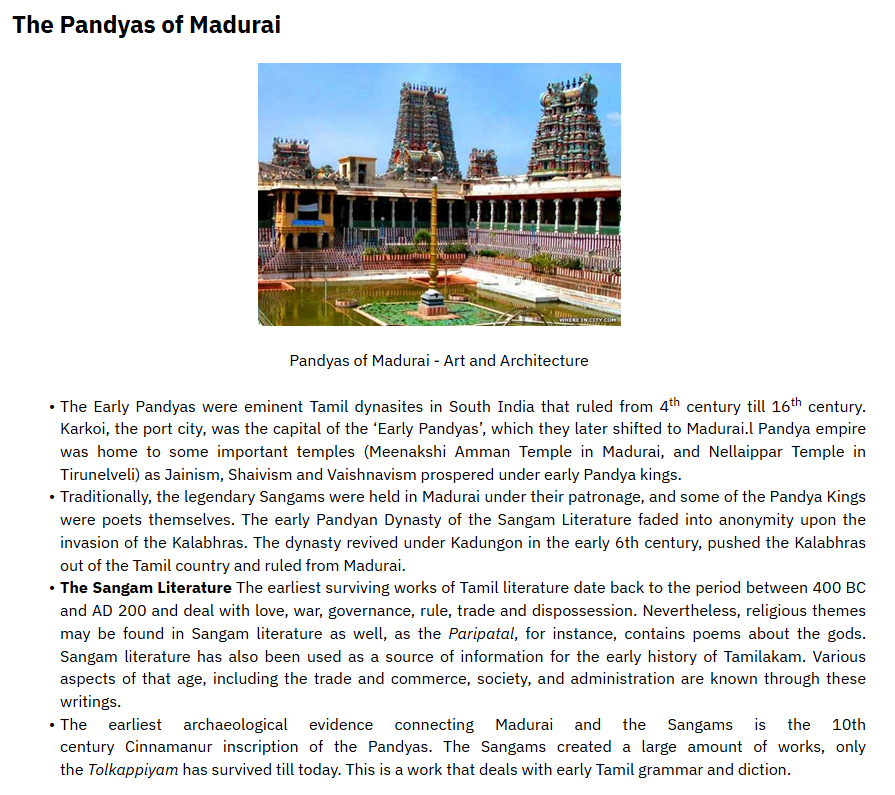 The Pandyas of Madurai
WHERE IN CITY.COM
Pandyas of Madurai - Art and Architecture
• The Early Pandyas were eminent Tamil dynasites in South India that ruled from 4th century till 16th century.
Karkoi, the port city, was the capital of the ‘Early Pandyas’, which they later shifted to Madurai.l Pandya empire
was home to some important temples (Meenakshi Amman Temple in Madurai, and Nellaippar Temple in
Tirunelveli) as Jainism, Shaivism and Vaishnavism prospered under early Pandya kings.
• Traditionally, the legendary Sangams were held in Madurai under their patronage, and some of the Pandya Kings
were poets themselves. The early Pandyan Dynasty of the Sangam Literature faded into anonymity upon the
invasion of the Kalabhras. The dynasty revived under Kadungon in the early 6th century, pushed the Kalabhras
out of the Tamil country and ruled from Madurai.
• The Sangam Literature The earliest surviving works of Tamil literature date back to the period between 400 BC
and AD 200 and deal with love, war, governance, rule, trade and dispossession. Nevertheless, religious themes
may be found in Sangam literature as well, as the Paripatal, for instance, contains poems about the gods.
Sangam literature has also been used as a source of information for the early history of Tamilakam. Various
aspects of that age, including the trade and commerce, society, and administration are known through these
writings.
• The earliest archaeological evidence connecting Madurai and the Sangams is the 10th
century Cinnamanur inscription of the Pandyas. The Sangams created a large amount of works, only
the Tolkappiyam has survived till today. This is a work that deals with early Tamil grammar and diction.